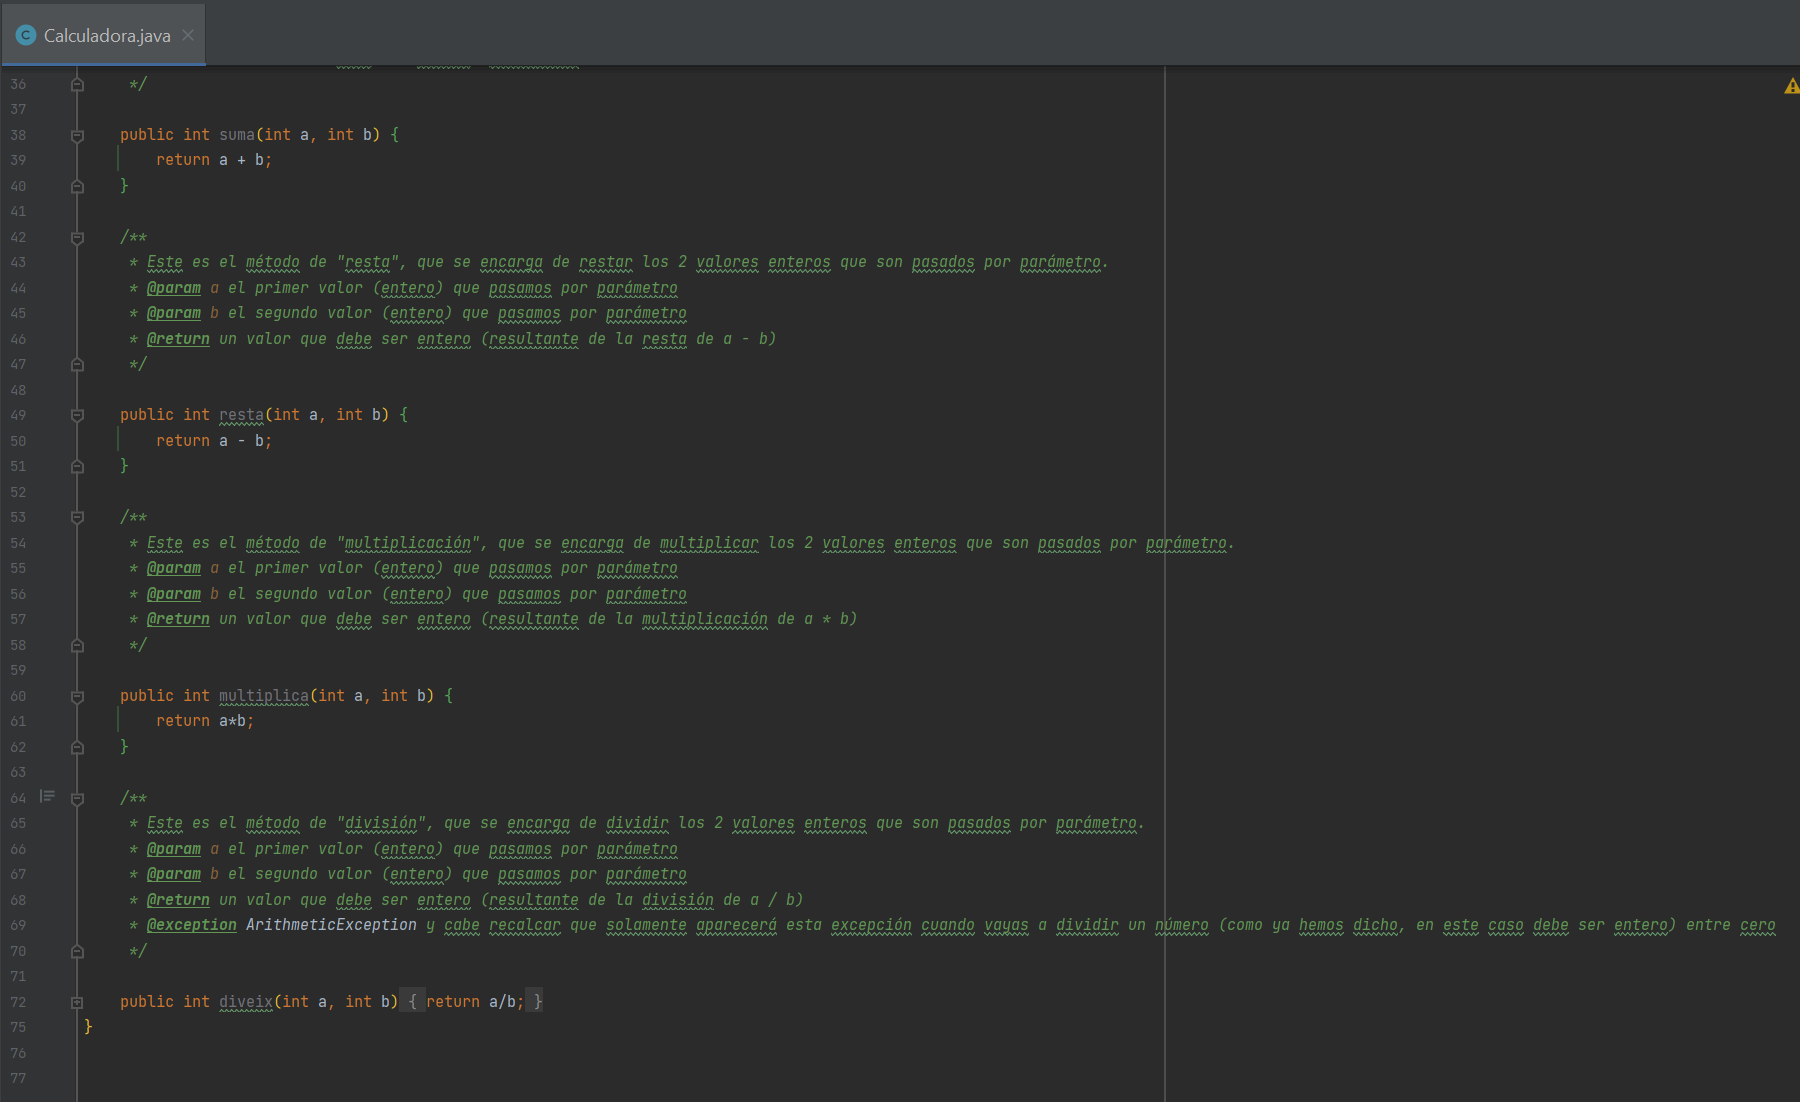 Calculadora.java
36 */
37
38 public int suma(int a, int b) {
39 return a + b;
40 }
41
42 /**
43 * Este es el método de "resta", que se encarga de restar los 2 valores enteros que son pasados por parámetro.
44 * @param a el primer valor (entero) que pasamos por parámetro
45 * @param b el segundo valor (entero) que pasamos por parámetro
46 * @return un valor que debe ser entero (resultante de la resta de a - b)
47 */
48
49 public int resta(int a, int b) {
50 return a - b;
51 }
52
53 /**
54 * Este es el método de "multiplicación", que se encarga de multiplicar los 2 valores enteros que son pasados por parámetro.
55 * @param a el primer valor (entero) que pasamos por parámetro
56 * @param b el segundo valor (entero) que pasamos por parámetro
57 * @return un valor que debe ser entero (resultante de la multiplicación de a * b)
58 */
59
60 public int multiplica(int a, int b) {
61 return a*b;
62 }
63
64 /**
65 * Este es el método de "división", que se encarga de dividir los 2 valores enteros que son pasados por parámetro.
66 * @param a el primer valor (entero) que pasamos por parámetro
67 * @param b el segundo valor (entero) que pasamos por parámetro
68 * @return un valor que debe ser entero (resultante de la división de a / b)
69 * @exception ArithmeticException y cabe recalcar que solamente aparecerá esta excepción cuando vayas a dividir un número (como ya hemos dicho, en este caso debe ser entero) entre cero
70 */
71
72 public int diveix(int a, int b) { return a/b; }
75 }
76
77